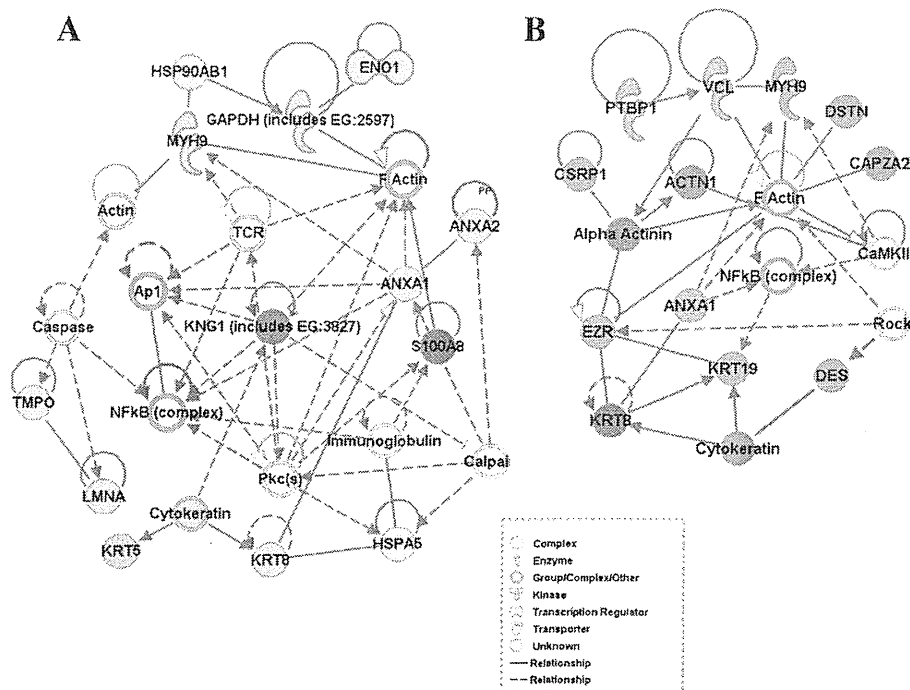 A
B
HSP90AB1
ENO1
GAPDH (includes EG:2597)
MYH9
F Actin
Actin
TCR
ANXA2
Ap1
ANXA1
Caspase
KNG1 (includes EG:3827)
S100A8
TMPO
NFkB (complex)
Immunoglobulin
Pkc(s)
Calpai
LMNA
Cytokeratin
KRT5
KRT8
HSPA5
VCL
MYH9
PTBP1
DSTN
CSRP1
ACTN1
CAPZA2
F Actin
Alpha Actinin
CaMKII
NFkB (complex)
ANXA1
EZR
Rock
KRT19
DES
KRT8
Cytokeratin
Complex
Enzyme
Group/Complex/Other
Kinase
Transcription Regulator
Transporter
Unknown
Relationship
Relationship